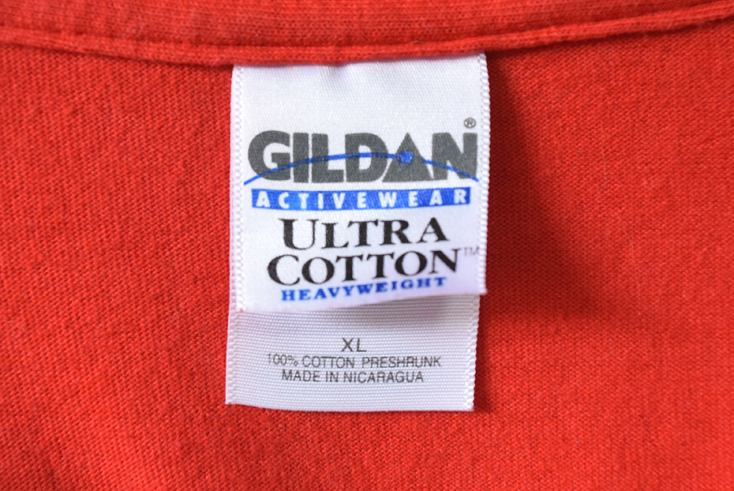 GILDAN®
ACTIVEWEAR
ULTRA
COTTON™
HEAVYWEIGHT
XL
100% COTTON PRESHRUNK
MADE IN NICARAGUA